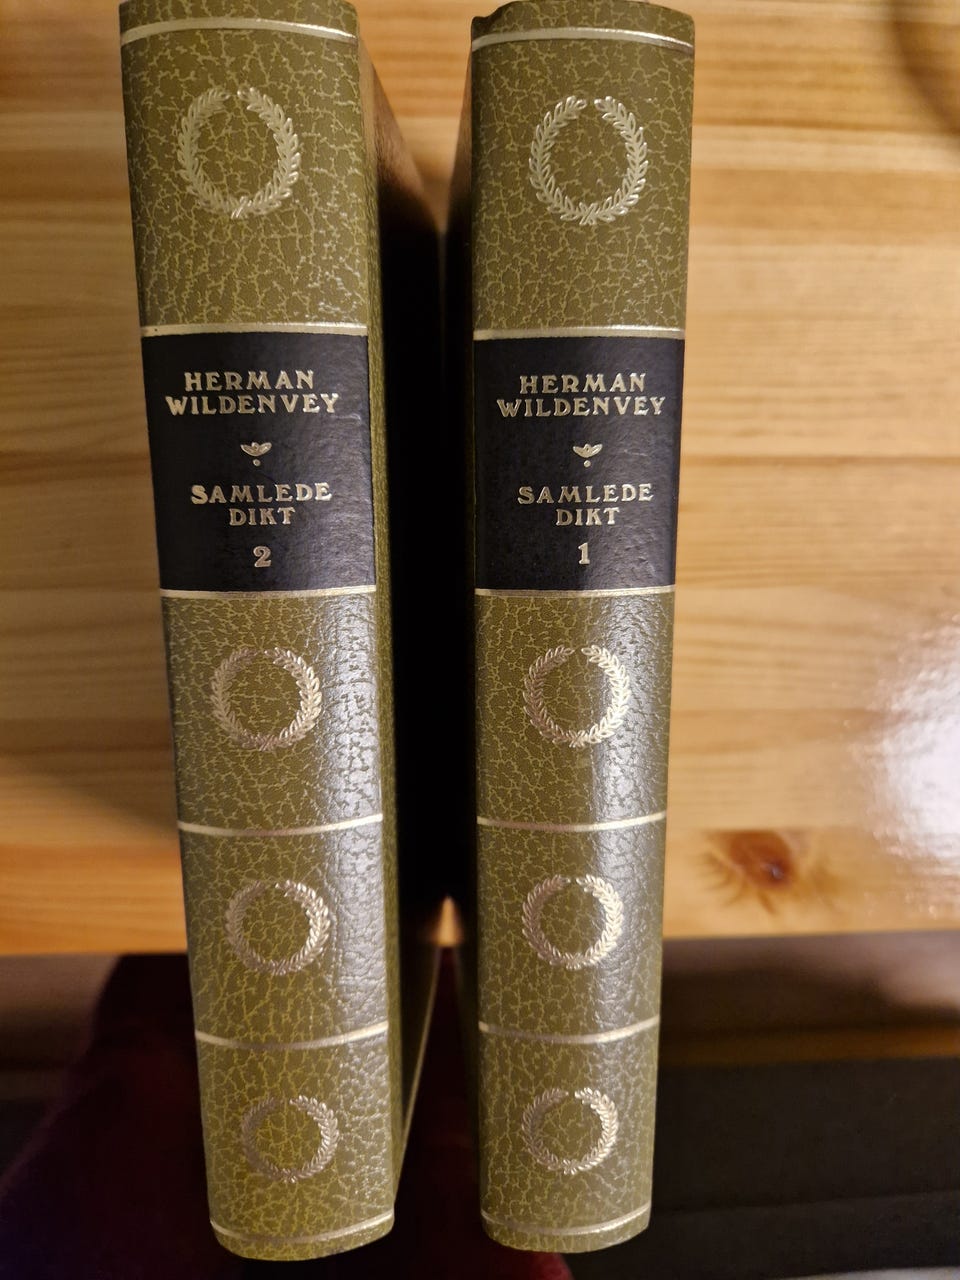 HERMAN
WILDENVEY
SAMLEDE
DIKT
2
HERMAN
WILDENVEY
SAMLEDE
DIKT
1